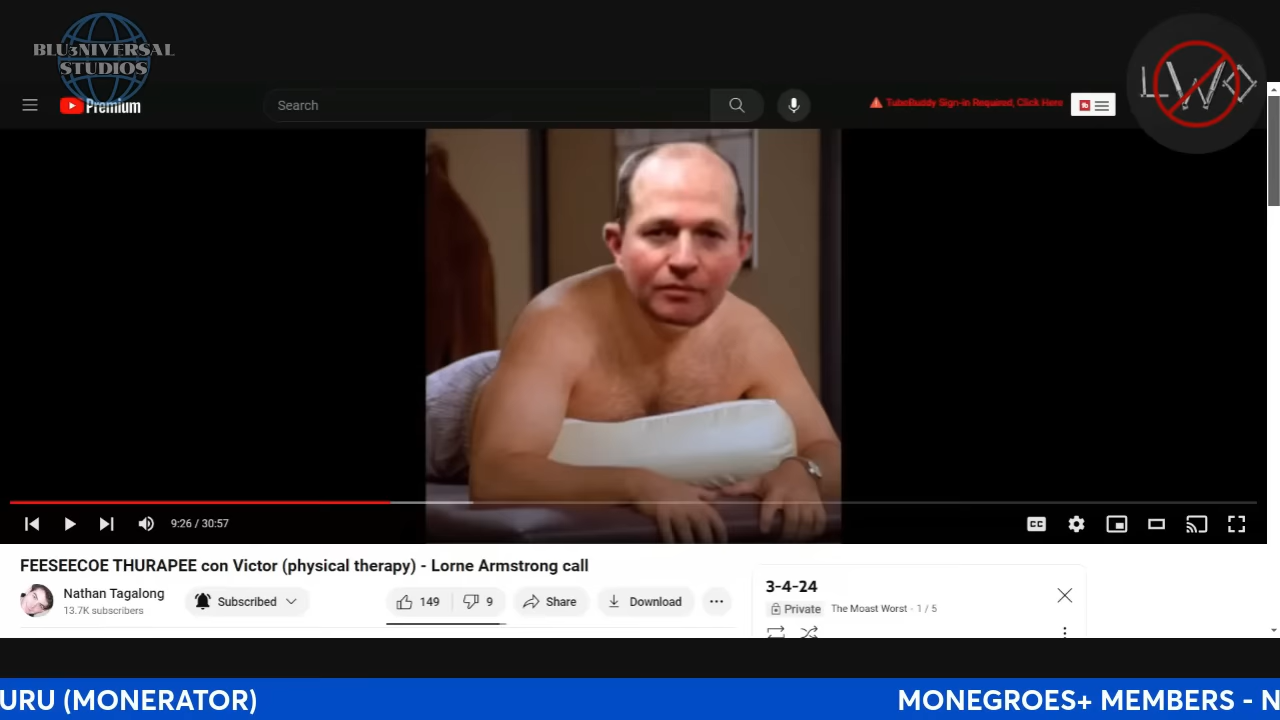 BLU3NIVERSAL
STUDIOS
Premium
Search
TubeBuddy Sign-in Required, Click Here
LWK
9:26 / 30:57
CC
FEESEECOE THURAPEE con Victor (physical therapy) - Lorne Armstrong call
Nathan Tagalong
13.7K subscribers
Subscribed
149
9
Share
Download
3-4-24
Private The Moast Worst - 1 / 5
URU (MONERATOR)
MONEGROES+ MEMBERS - N